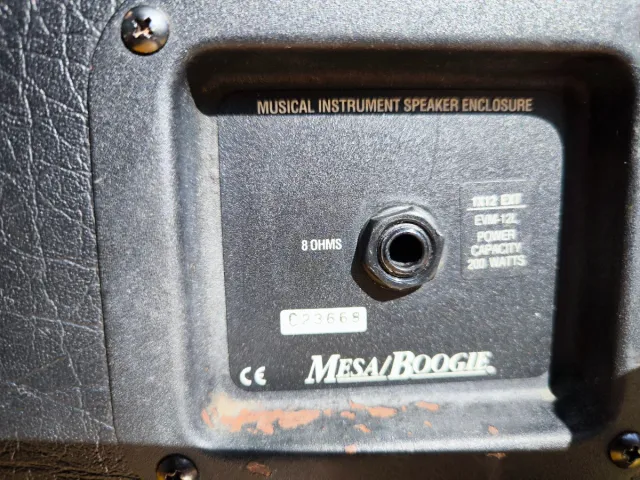 MUSICAL INSTRUMENT SPEAKER ENCLOSURE
1X12 EXT
EVM-12L
POWER
CAPACITY
200 WATTS
8 OHMS
C23668
CE
MESA/BOOGIE